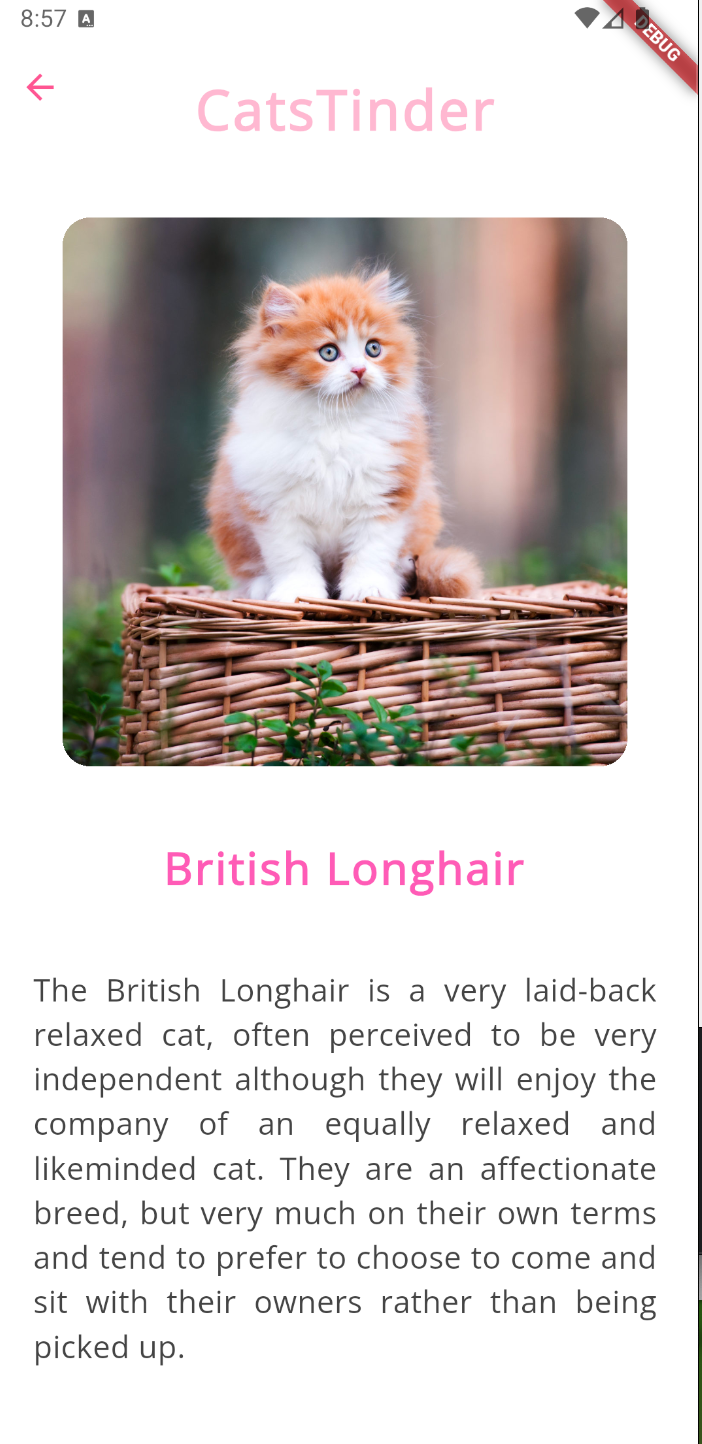 8:57 A
DEBUG
CatsTinder
British Longhair
The British Longhair is a very laid-back
relaxed cat, often perceived to be very
independent although they will enjoy the
company of an equally relaxed and
likeminded cat. They are an affectionate
breed, but very much on their own terms
and tend to prefer to choose to come and
sit with their owners rather than being
picked up.